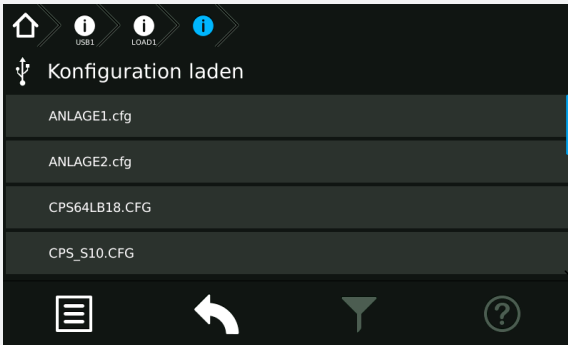 USB1 LOAD1
Konfiguration laden
ANLAGE1.cfg
ANLAGE2.cfg
CPS64LB18.CFG
CPS_S10.CFG